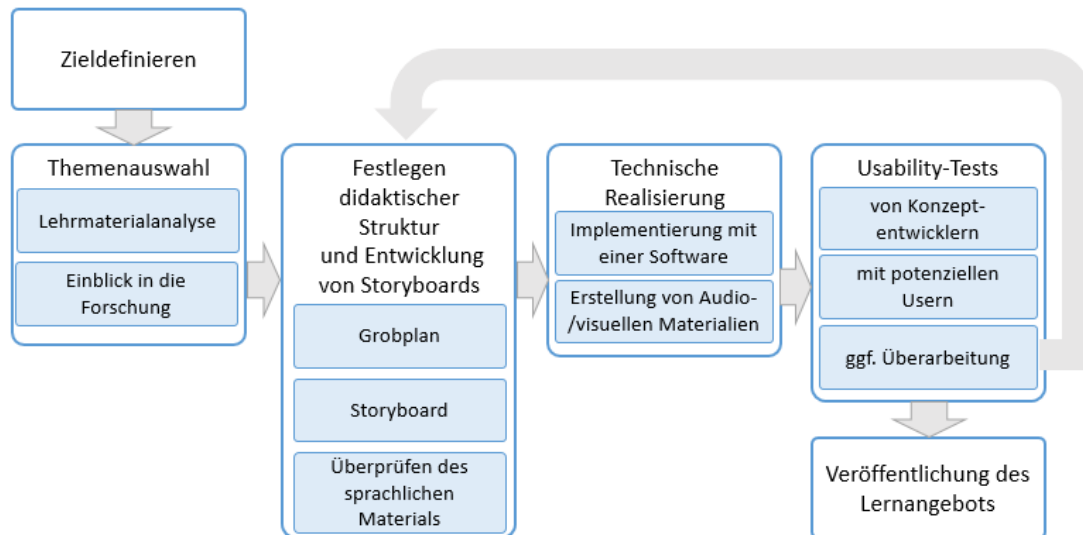 Zieldefinieren
Themenauswahl
Lehrmaterialanalyse
Einblick in die
Forschung
Festlegen
didaktischer
Struktur
und Entwicklung
von Storyboards
Grobplan
Storyboard
Überprüfen des
sprachlichen
Materials
Technische
Realisierung
Implementierung mit
einer Software
Erstellung von Audio-
/visuellen Materialien
Usability-Tests
von Konzept-
entwicklern
mit potenziellen
Usern
ggf. Überarbeitung
Veröffentlichung des
Lernangebots